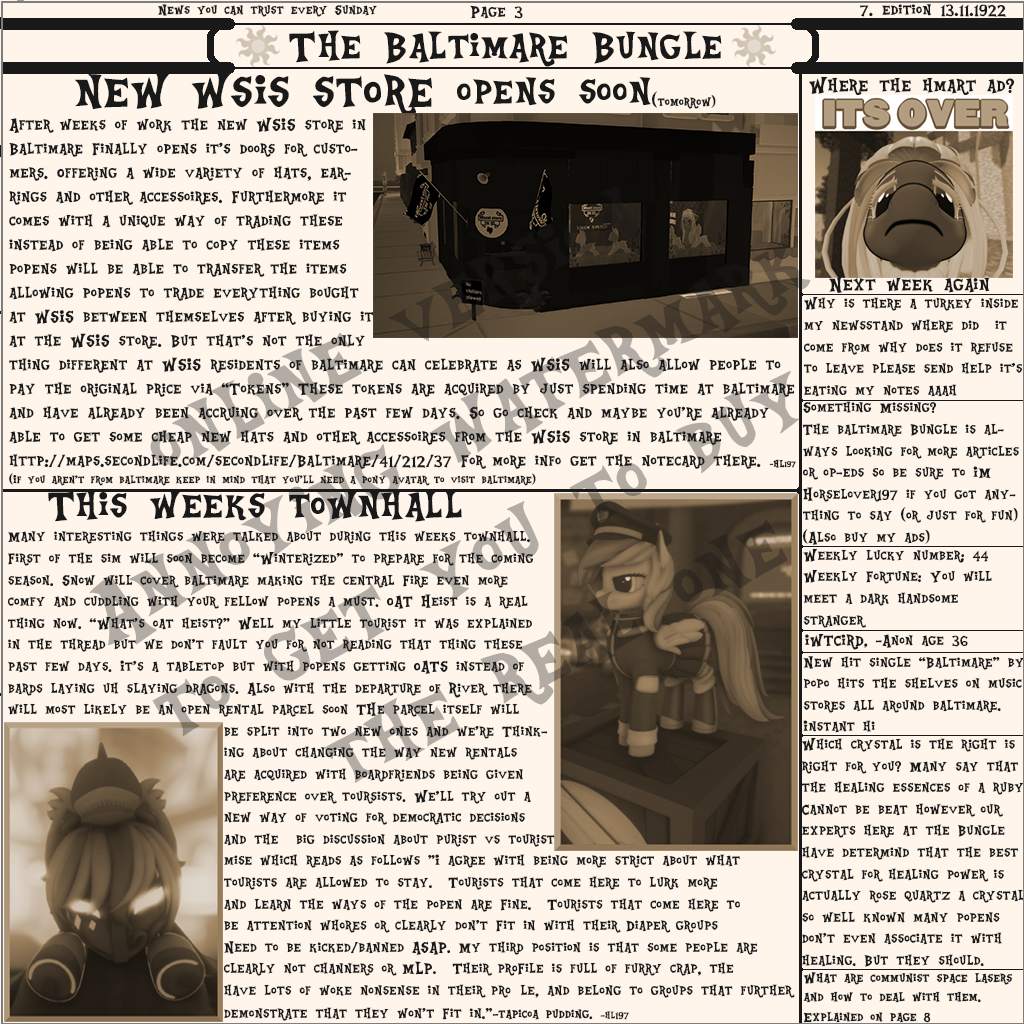 News you can trust every Sunday
PAGE 3
7. Edition 13.11.1922
The Baltimare Bungle
New WSiS store opens soon(tomorrow)
After weeks of work the new WSiS store in
Baltimare finally opens it's doors for custo-
mers. offering a wide variety of hats, ear-
rings and other accessoires. Furthermore it
comes with a unique way of trading these
instead of being able to copy these items
popens will be able to transfer the items
allowing popens to trade everything bought
at WSiS between themselves after buying it
at the WSiS store. But that's not the only
thing different at WSiS residents of baltimare can celebrate as WSiS will also allow people to
pay the original price via "Tokens" These tokens are acquired by just spending time at baltimare
and have already been accruing over the past few days. So go check and maybe you're already
able to get some cheap new hats and other accessoires from the WSiS store in baltimare
http://maps.secondlife.com/secondlife/Baltimare/41/212/37 For more info get the notecard there. -HL197
(if you aren't from baltimare keep in mind that you'll need a pony avatar to visit baltimare)
This weeks townhall
many interesting things were talked about during this weeks townhall.
First of the sim will soon become "Winterized" to prepare for the coming
season. Snow will cover baltimare making the central fire even more
comfy and cuddling with your fellow popens a must. oAT Heist is a real
thing now. "What's oat heist?" Well my little tourist it was explained
in the thread but we don't fault you for not reading that thing these
past few days. it's a tabletop but with popens getting oATS instead of
bards laying uh slaying dragons. Also with the departure of River there
will most likely be an open rental parcel soon THe parcel itself will
be split into two new ones and we're think-
ing about changing the way new rentals
are acquired with boardfriends being given
preference over toursists. We'll try out a
new way of voting for democratic decisions
and the big discussion about purist vs tourist
mise which reads as follows "i agree with being more strict about what
tourists are allowed to stay. Tourists that come here to lurk more
and learn the ways of the popen are fine. Tourists that come here to
be attention whores or clearly don't fit in with their diaper groups
need to be kicked/banned ASAP. my third position is that some people are
clearly not channers or mlp. Their profile is full of furry crap, the
have lots of woke nonsense in their pro le, and belong to groups that further
demonstrate that they won't fit in."-tapicoa pudding. -HL197
Where the Hmart ad?
ITS OVER
Next week again
Why is there a turkey inside
my newsstand where did it
come from why does it refuse
to leave please send help it's
eating my notes aaah
Something missing?
The baltimare bungle is al-
ways looking for more articles
or op-eds so be sure to iM
Horselover197 if you got any-
thing to say (or just for fun)
(Also buy my ads)
Weekly lucky number; 44
Weekly fortune: You will
meet a dark handsome
stranger
iWTCiRD, -Anon age 36
New hit single "Baltimare" by
popo hits the shelves on music
stores all around baltimare.
instant Hi
Which crystal is the right is
right for you? Many say that
the healing essences of a ruby
cannot be beat however our
experts here at the Bungle
have determind that the best
crystal for healing power is
actually rose quartz a crystal
so well known many popens
don't even associate it with
healing. But they should.
What are communist space lasers
and how to deal with them.
Explained on page 8
ONLINE VERSION
ANNOYING WATERMARK
TO GET YOU TO BUY
THE REAL ONE